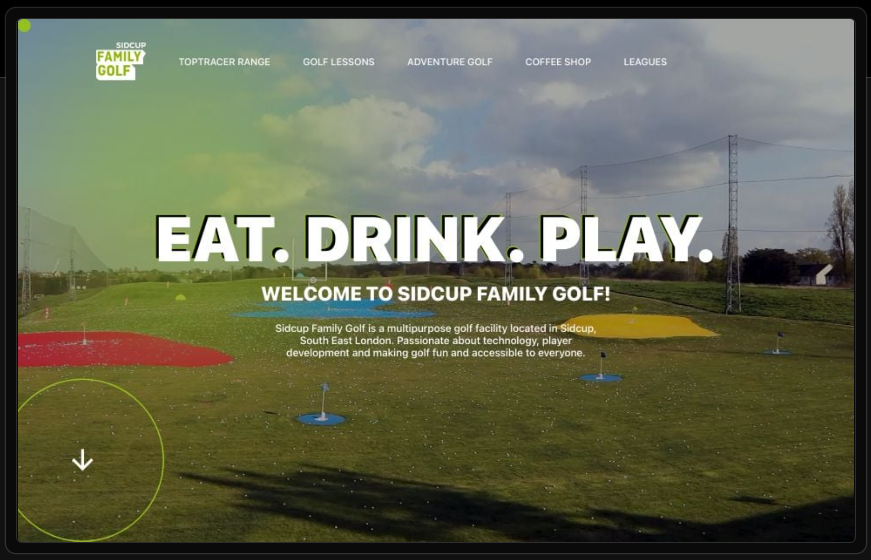 SIDCUP
FAMILY
GOLF
TOPTRACER RANGE
GOLF LESSONS
ADVENTURE GOLF
COFFEE SHOP
LEAGUES
EAT. DRINK. PLAY.
WELCOME TO SIDCUP FAMILY GOLF!
Sidcup Family Golf is a multipurpose golf facility located in Sidcup,
South East London. Passionate about technology, player
development and making golf fun and accessible to everyone.